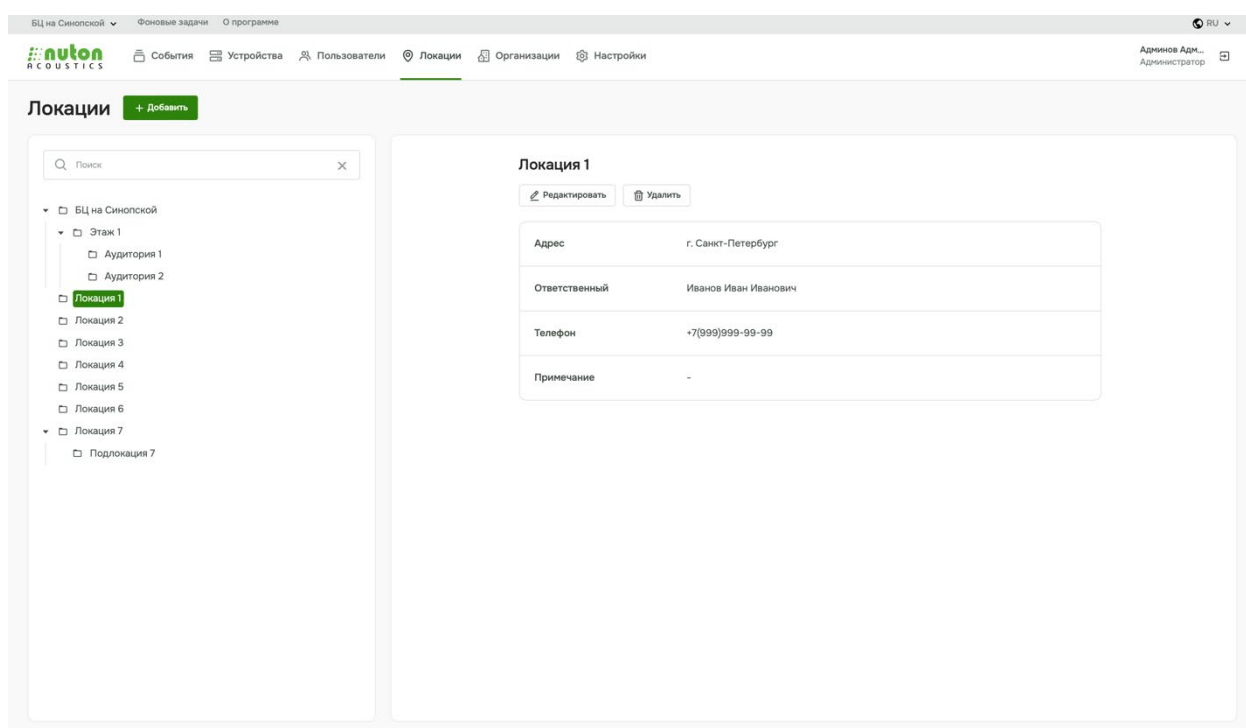 БЦ на Синопской Фоновые задачи О программе RU
nuton ACOUSTICS
События Устройства Пользователи Локации Организации Настройки
Админов Адм...
Администратор
Локации + Добавить
Поиск
БЦ на Синопской
Этаж 1
Аудитория 1
Аудитория 2
Локация 1
Локация 2
Локация 3
Локация 4
Локация 5
Локация 6
Локация 7
Подлокация 7
Локация 1
Редактировать Удалить
Адрес г. Санкт-Петербург
Ответственный Иванов Иван Иванович
Телефон +7(999)999-99-99
Примечание -